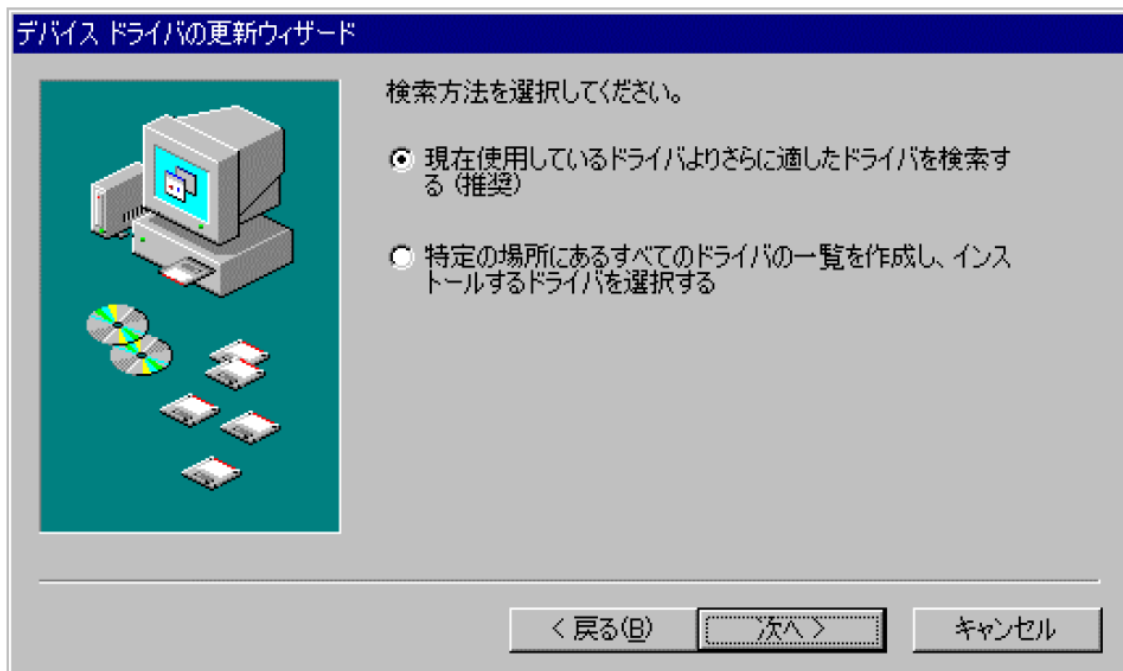 デバイス ドライバの更新ウィザード
検索方法を選択してください。
現在使用しているドライバよりさらに適したドライバを検索す
る (推奨)
特定の場所にあるすべてのドライバの一覧を作成し、インス
トールするドライバを選択する
< 戻る(B)
次へ >
キャンセル